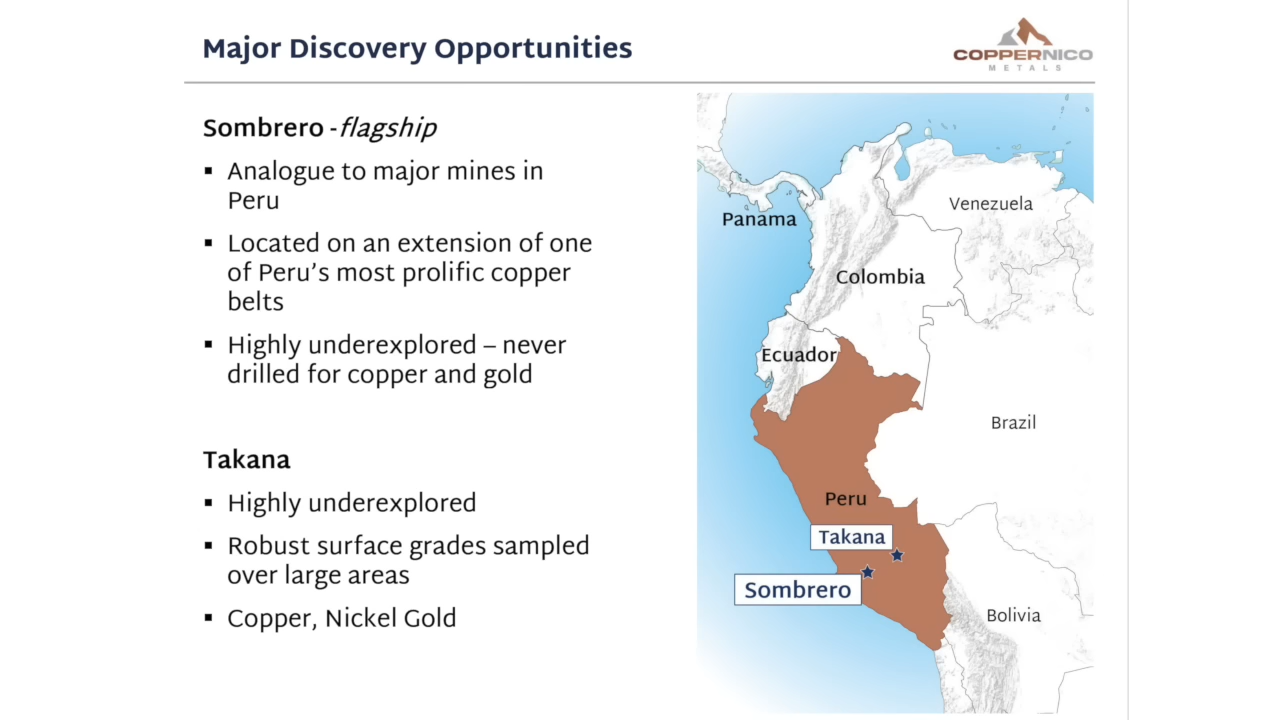 Major Discovery Opportunities
COPPERNICO
METALS
Sombrero - flagship
▪ Analogue to major mines in
Peru
▪ Located on an extension of one
of Peru’s most prolific copper
belts
▪ Highly underexplored – never
drilled for copper and gold
Takana
▪ Highly underexplored
▪ Robust surface grades sampled
over large areas
▪ Copper, Nickel Gold
Venezuela
Panama
Colombia
Ecuador
Brazil
Peru
Takana
Sombrero
Bolivia